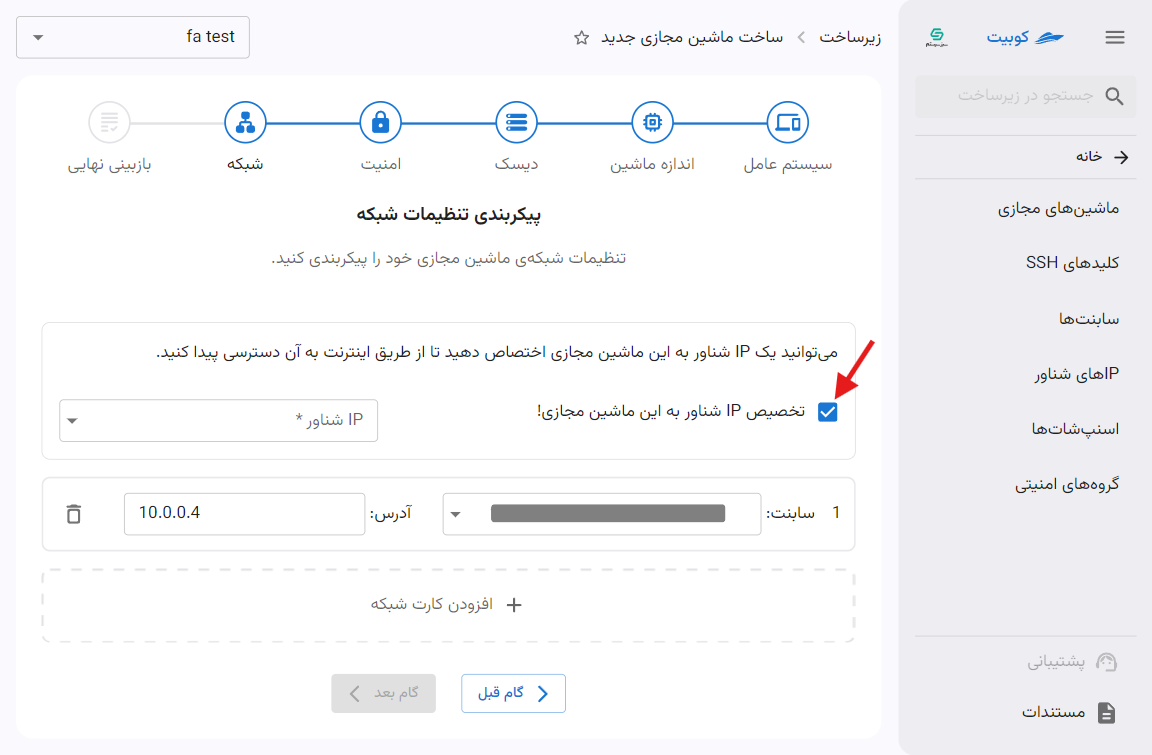 کوبیت
جستجو در زیرساخت
خانه
ماشین‌های مجازی
کلیدهای SSH
سابنت‌ها
IPهای شناور
اسنپ‌شات‌ها
گروه‌های امنیتی
پشتیبانی
مستندات
زیرساخت
ساخت ماشین مجازی جدید
fa test
سیستم عامل
اندازه ماشین
دیسک
امنیت
شبکه
بازبینی نهایی
پیکربندی تنظیمات شبکه
تنظیمات شبکه‌ی ماشین مجازی خود را پیکربندی کنید.
می‌توانید یک IP شناور به این ماشین مجازی اختصاص دهید تا از طریق اینترنت به آن دسترسی پیدا کنید.
تخصیص IP شناور به این ماشین مجازی!
IP شناور *
1 سابنت:
آدرس: 10.0.0.4
افزودن کارت شبکه
گام قبل
گام بعد